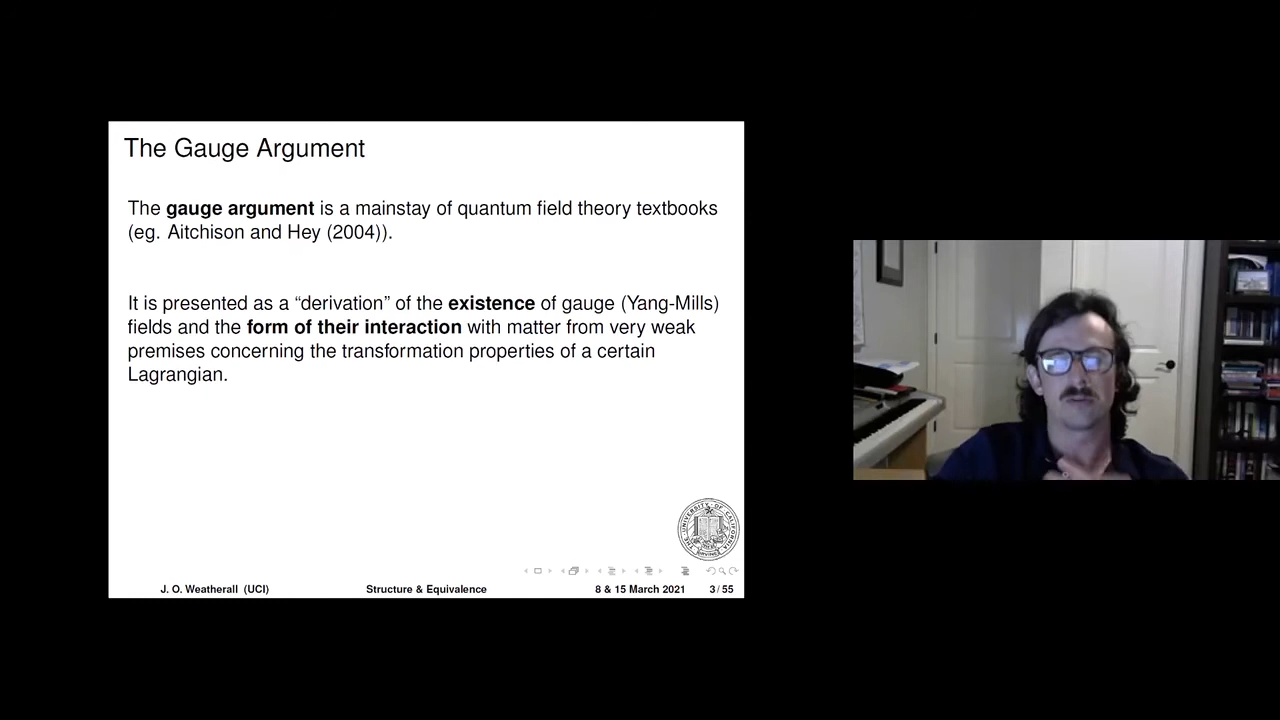 The Gauge Argument
The gauge argument is a mainstay of quantum field theory textbooks
(eg. Aitchison and Hey (2004)).
It is presented as a “derivation” of the existence of gauge (Yang-Mills)
fields and the form of their interaction with matter from very weak
premises concerning the transformation properties of a certain
Lagrangian.
J. O. Weatherall (UCI) Structure & Equivalence 8 & 15 March 2021 3/55